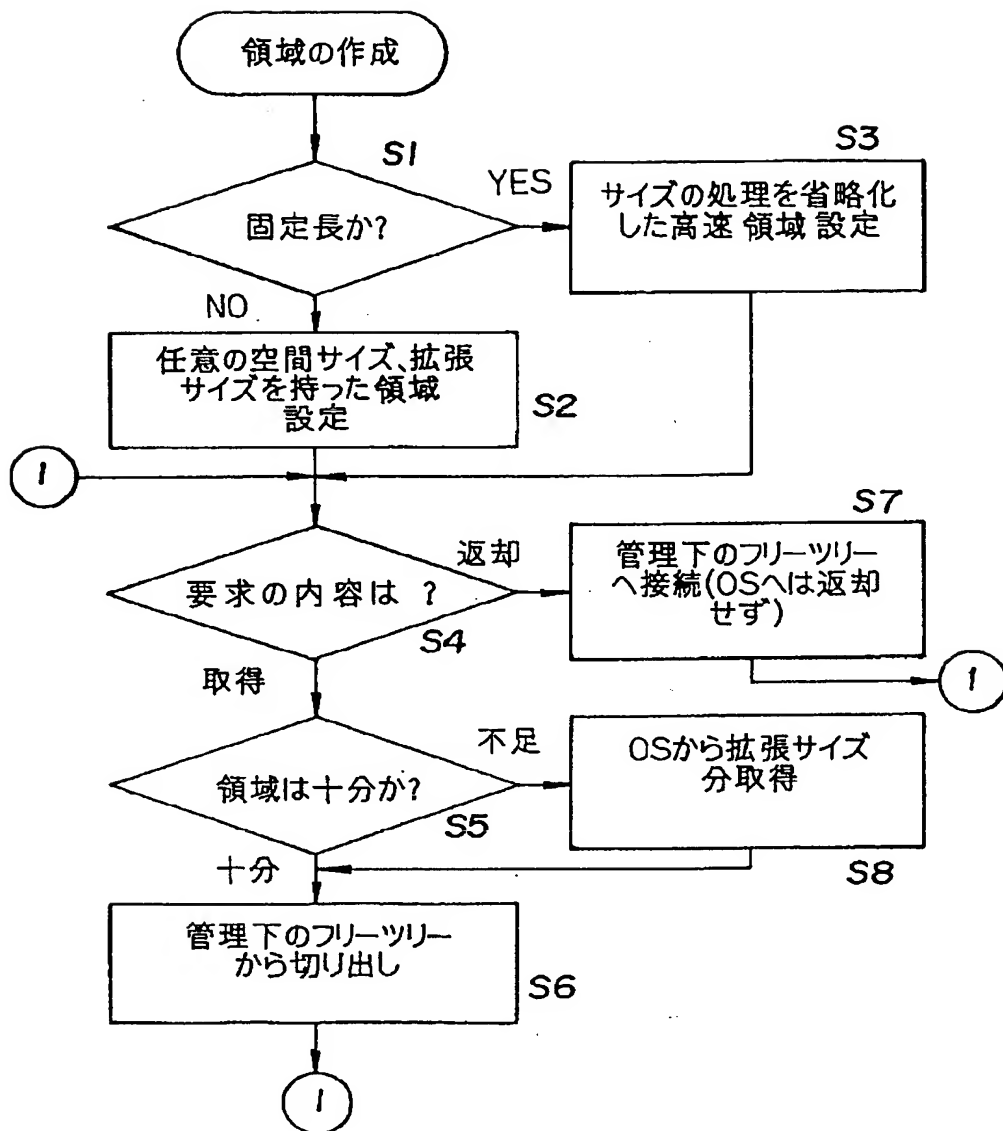 領域の作成
S1
固定長か?
YES
S3
サイズの処理を省略化
した高速領域設定
NO
任意の空間サイズ、拡張
サイズを持った領域
設定
S2
1
要求の内容は?
返却
S4
S7
管理下のフリーツリー
へ接続(OSへは返却
せず)
1
取得
領域は十分か?
不足
S5
OSから拡張サイズ
分取得
S8
十分
管理下のフリーツリー
から切り出し
S6
1